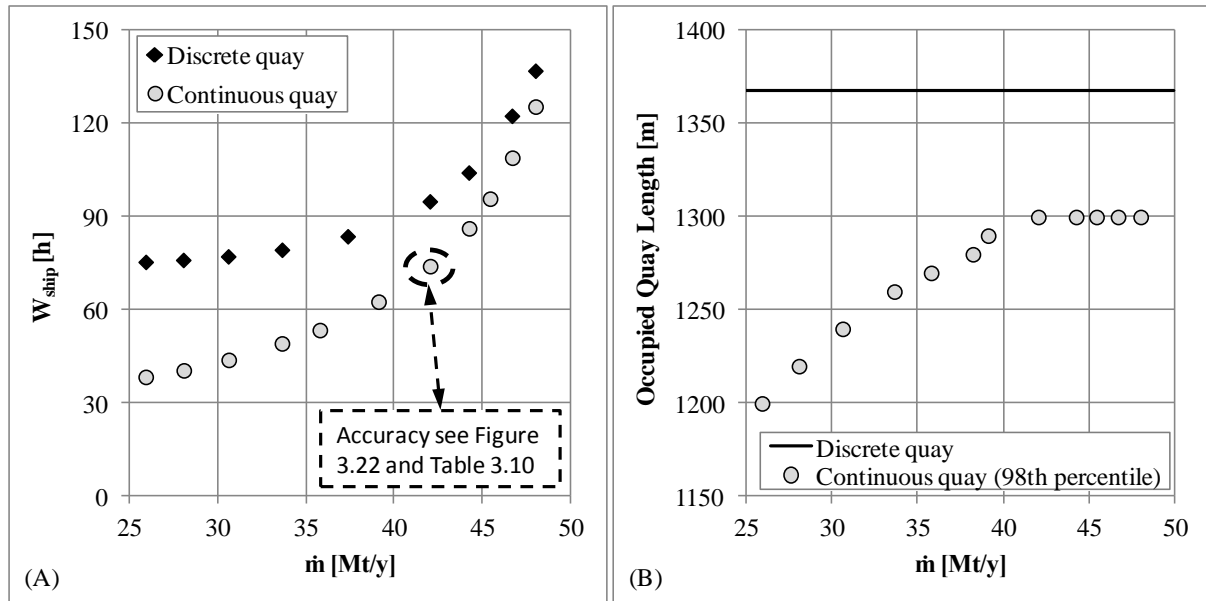 150
120
90
60
30
0
W_ship [h]
Discrete quay
Continuous quay
Accuracy see Figure
3.22 and Table 3.10
25 30 35 40 45 50
ṁ [Mt/y]
(A)
1400
1350
1300
1250
1200
1150
Occupied Quay Length [m]
Discrete quay
Continuous quay (98th percentile)
25 30 35 40 45 50
ṁ [Mt/y]
(B)